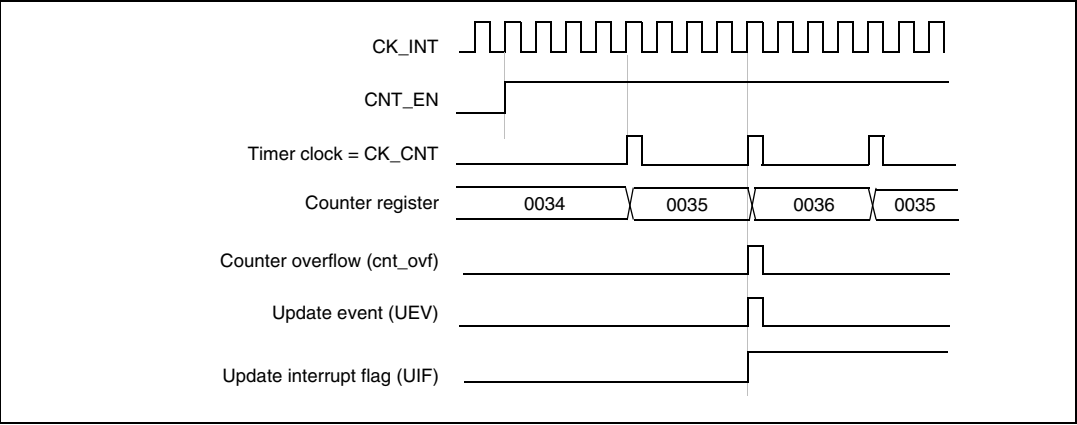 CK_INT
CNT_EN
Timer clock = CK_CNT
Counter register 0034 0035 0036 0035
Counter overflow (cnt_ovf)
Update event (UEV)
Update interrupt flag (UIF)